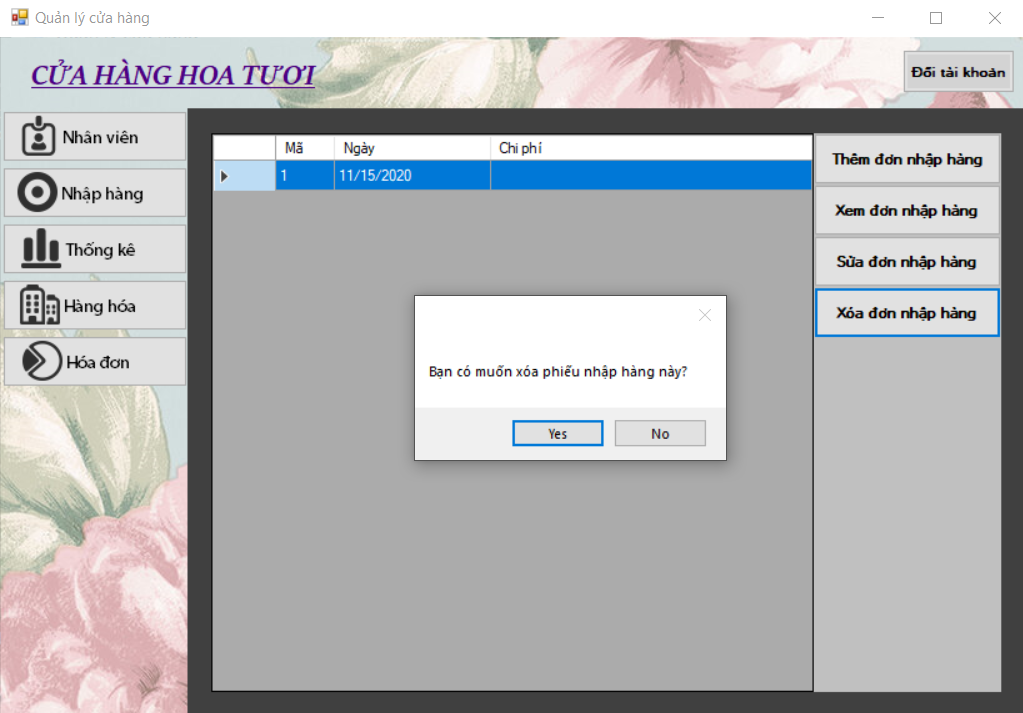 Quản lý cửa hàng
CỬA HÀNG HOA TƯƠI
Đổi tài khoản
Nhân viên
Nhập hàng
Thống kê
Hàng hóa
Hóa đơn
Mã Ngày Chi phí
1 11/15/2020
Thêm đơn nhập hàng
Xem đơn nhập hàng
Sửa đơn nhập hàng
Xóa đơn nhập hàng
Bạn có muốn xóa phiếu nhập hàng này?
Yes No